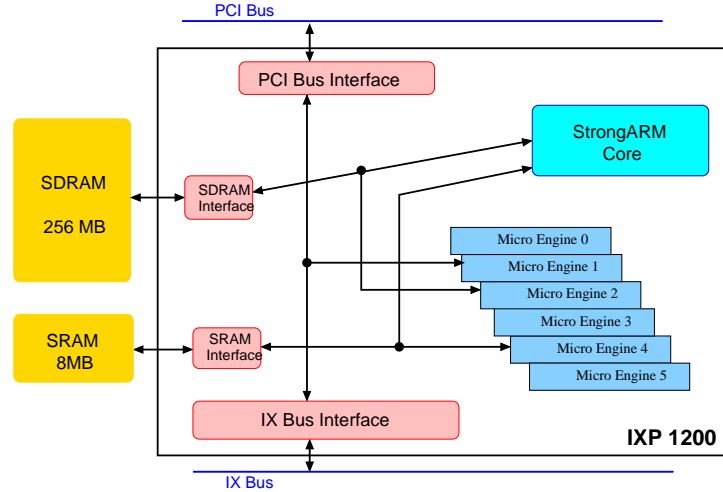 PCI Bus
PCI Bus Interface
StrongARM
Core
SDRAM
256 MB
SDRAM
Interface
Micro Engine 0
Micro Engine 1
Micro Engine 2
Micro Engine 3
Micro Engine 4
Micro Engine 5
SRAM
8MB
SRAM
Interface
IX Bus Interface
IXP 1200
IX Bus